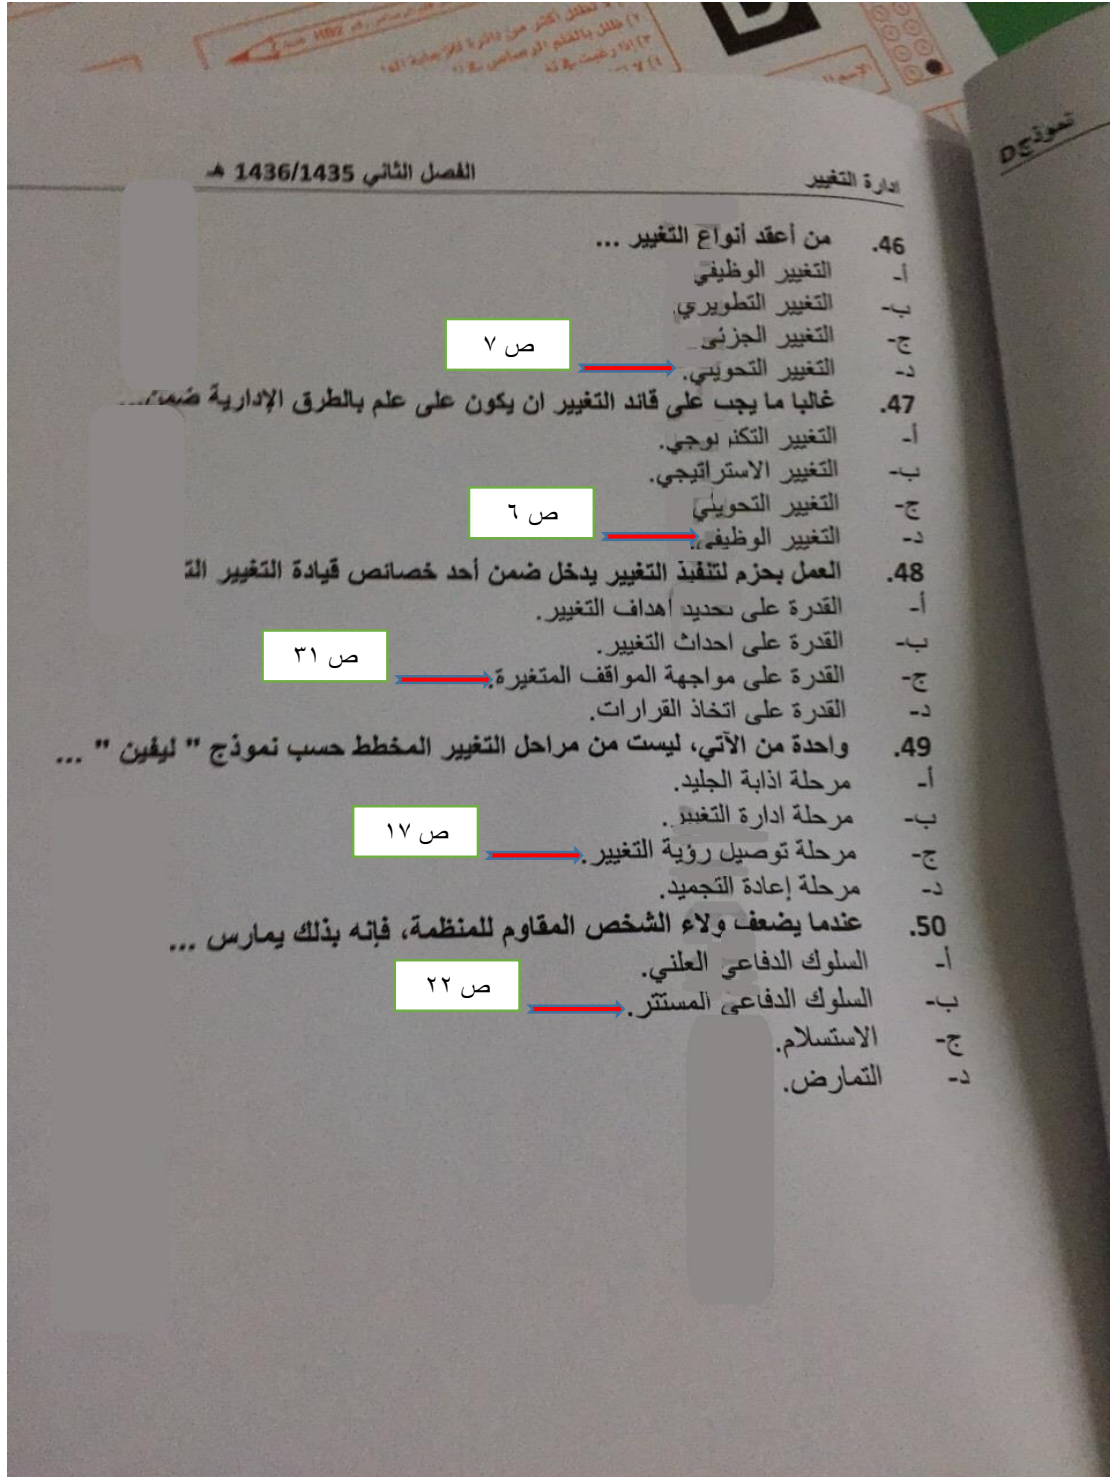 ٢) ظلل بالقلم الرصاص
الاسم
نموذج D
ادارة التغيير
الفصل الثاني 1436/1435 هـ
46. من أعقد أنواع التغيير ...
أ- التغيير الوظيفي
ب- التغيير التطويري.
ج- التغيير الجزئي
د- التغيير التحويلي.
ص ٧
47. غالبا ما يجب على قائد التغيير ان يكون على علم بالطرق الإدارية ضمن...
أ- التغيير التكنولوجي.
ب- التغيير الاستراتيجي.
ج- التغيير التحويلي
د- التغيير الوظيفي.
ص ٦
48. العمل بحزم لتنفيذ التغيير يدخل ضمن أحد خصائص قيادة التغيير
أ- القدرة على تحديد أهداف التغيير.
ب- القدرة على احداث التغيير.
ج- القدرة على مواجهة المواقف المتغيرة.
ص ٣١
د- القدرة على اتخاذ القرارات.
49. واحدة من الآتي، ليست من مراحل التغيير المخطط حسب نموذج " ليفين " ...
أ- مرحلة اذابة الجليد.
ب- مرحلة ادارة التغيير.
ج- مرحلة توصيل رؤية التغيير.
ص ١٧
د- مرحلة إعادة التجميد.
50. عندما يضعف ولاء الشخص المقاوم للمنظمة، فإنه بذلك يمارس ...
أ- السلوك الدفاعي العلني.
ب- السلوك الدفاعي المستتر.
ص ٢٢
ج- الاستسلام.
د- التمارض.